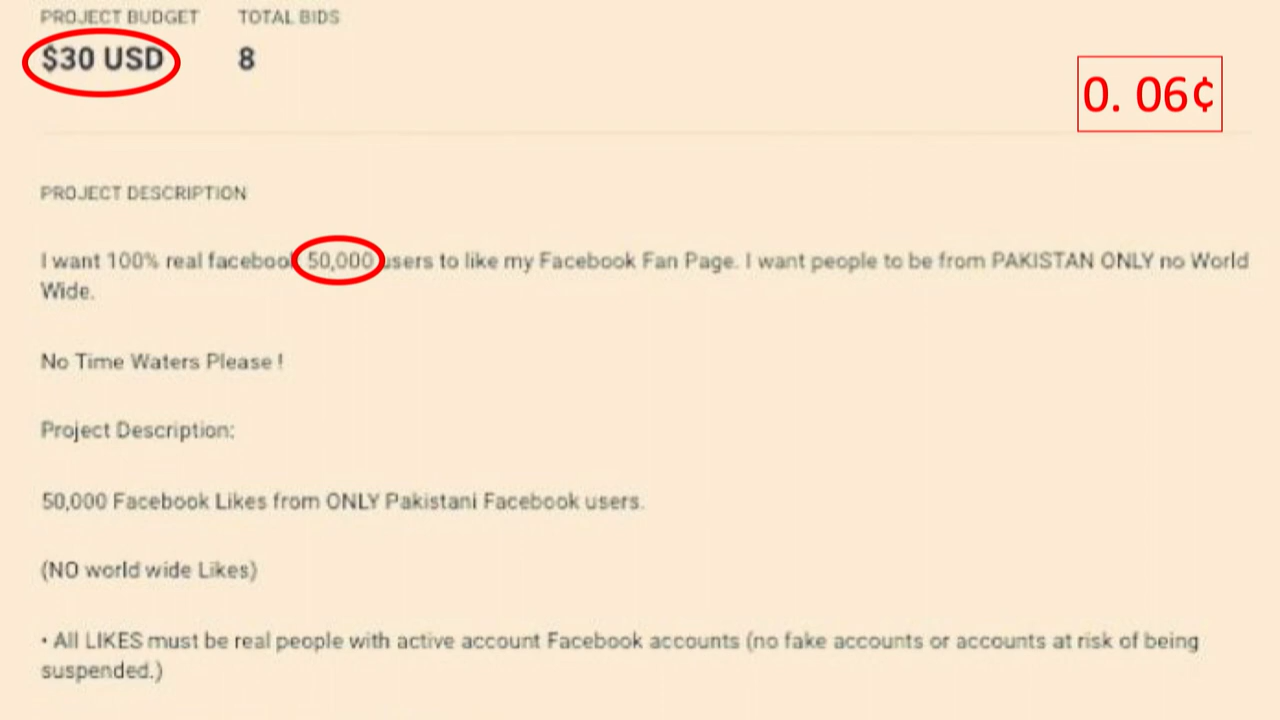 PROJECT BUDGET TOTAL BIDS
$30 USD 8
0. 06¢
PROJECT DESCRIPTION
I want 100% real facebook 50,000 users to like my Facebook Fan Page. I want people to be from PAKISTAN ONLY no World
Wide.
No Time Waters Please !
Project Description:
50,000 Facebook Likes from ONLY Pakistani Facebook users.
(NO world wide Likes)
• All LIKES must be real people with active account Facebook accounts (no fake accounts or accounts at risk of being
suspended.)